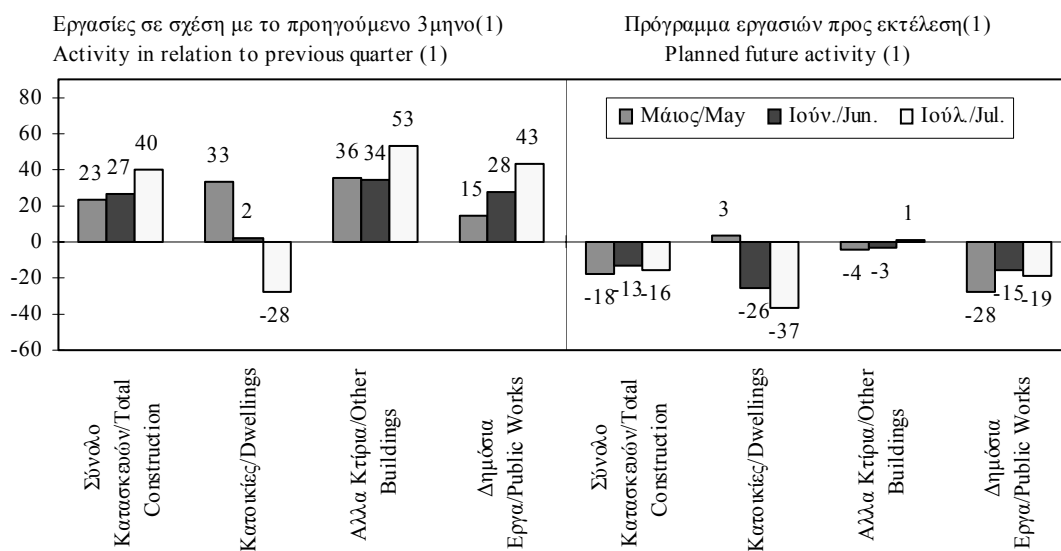 Εργασίες σε σχέση με το προηγούμενο 3μηνο(1)
Activity in relation to previous quarter (1)
Πρόγραμμα εργασιών προς εκτέλεση(1)
Planned future activity (1)
80
60
40
20
0
-20
-40
-60
Μάιος/May Ιούν./Jun. Ιούλ./Jul.
23 27 40
33 2 -28
36 34 53
15 28 43
-18 -13 -16
3 -26 -37
-4 -3 1
-28 -15 -19
Σύνολο
Κατασκευών/Total
Construction
Κατοικίες/Dwellings
Αλλα Κτίρια/Other
Buildings
Δημόσια
Εργα/Public Works
Σύνολο
Κατασκευών/Total
Construction
Κατοικίες/Dwellings
Αλλα Κτίρια/Other
Buildings
Δημόσια
Εργα/Public Works